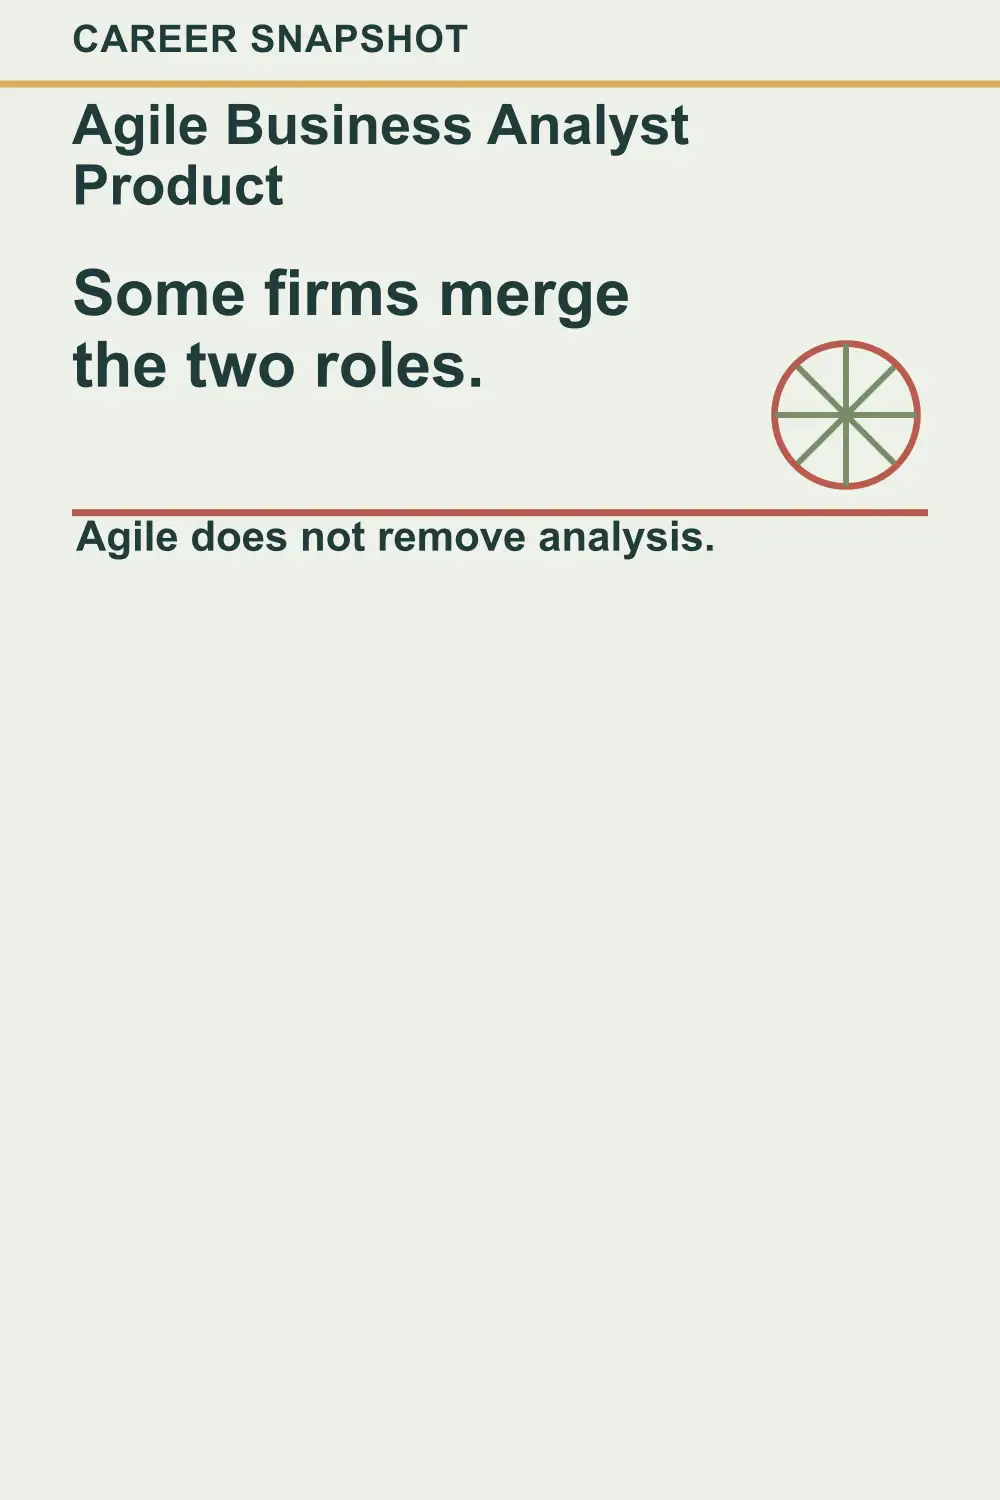 CAREER SNAPSHOT
Agile Business Analyst
Product
Some firms merge
the two roles.
Agile does not remove analysis.